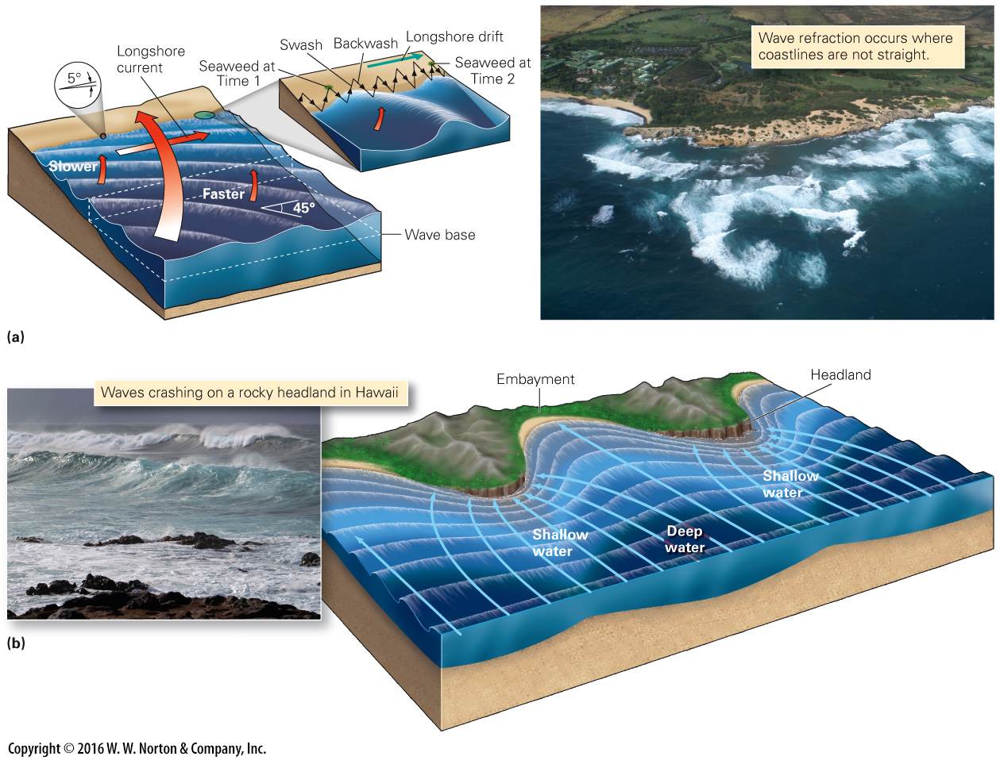 Longshore
current
5°
Swash
Backwash
Longshore drift
Seaweed at
Time 1
Seaweed at
Time 2
Slower
Faster
45°
Wave base
Wave refraction occurs where
coastlines are not straight.
(a)
Waves crashing on a rocky headland in Hawaii
Embayment
Headland
Shallow
water
Shallow
water
Deep
water
(b)
Copyright © 2016 W. W. Norton & Company, Inc.